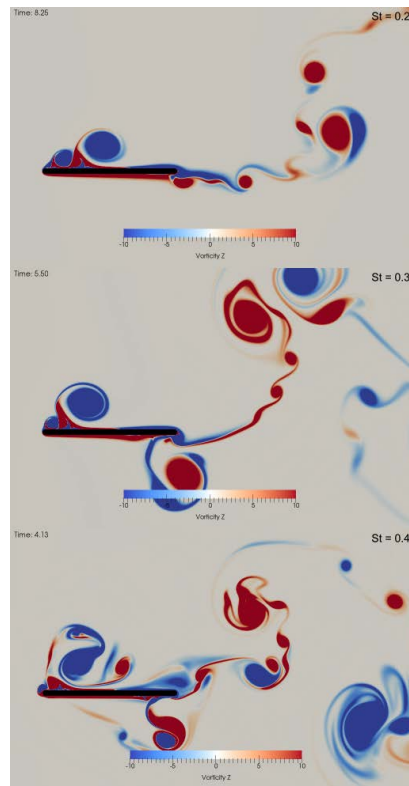 Time: 8.25
St = 0.2
-10 -5 0 5 10
Vorticity Z
Time: 5.50
St = 0.3
-10 -5 0 5 10
Vorticity Z
Time: 4.13
St = 0.4
-10 -5 0 5 10
Vorticity Z